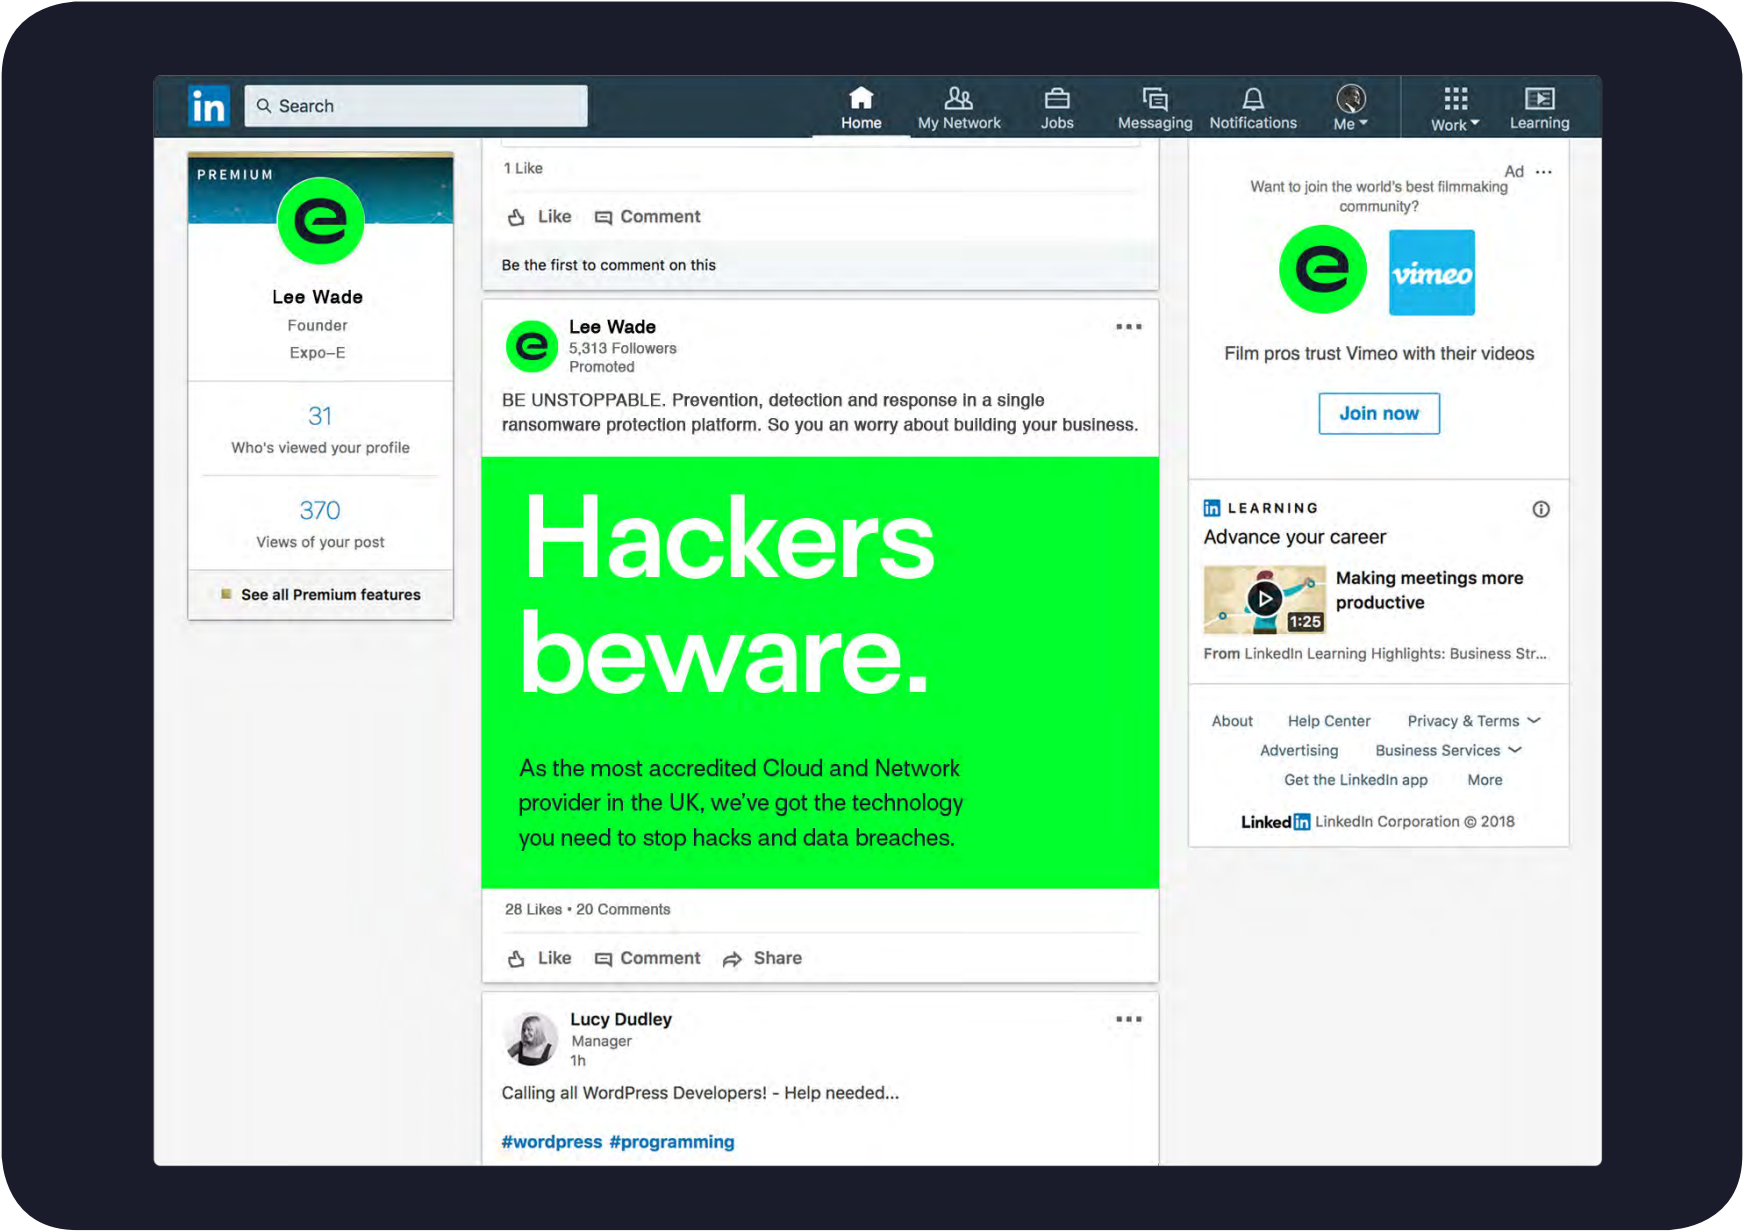 in
Search
Home
My Network
Jobs
Messaging
Notifications
Me
Work
Learning
PREMIUM
e
Lee Wade
Founder
Expo–E
31
Who's viewed your profile
370
Views of your post
See all Premium features
1 Like
Like
Comment
Be the first to comment on this
e
Lee Wade
5,313 Followers
Promoted
BE UNSTOPPABLE. Prevention, detection and response in a single
ransomware protection platform. So you an worry about building your business.
Hackers
beware.
As the most accredited Cloud and Network
provider in the UK, we've got the technology
you need to stop hacks and data breaches.
28 Likes • 20 Comments
Like
Comment
Share
Lucy Dudley
Manager
1h
Calling all WordPress Developers! - Help needed...
#wordpress #programming
Ad
Want to join the world's best filmmaking
community?
e
vimeo
Film pros trust Vimeo with their videos
Join now
in LEARNING
Advance your career
Making meetings more
productive
1:25
From LinkedIn Learning Highlights: Business Str...
About
Help Center
Privacy & Terms
Advertising
Business Services
Get the LinkedIn app
More
Linked in LinkedIn Corporation © 2018